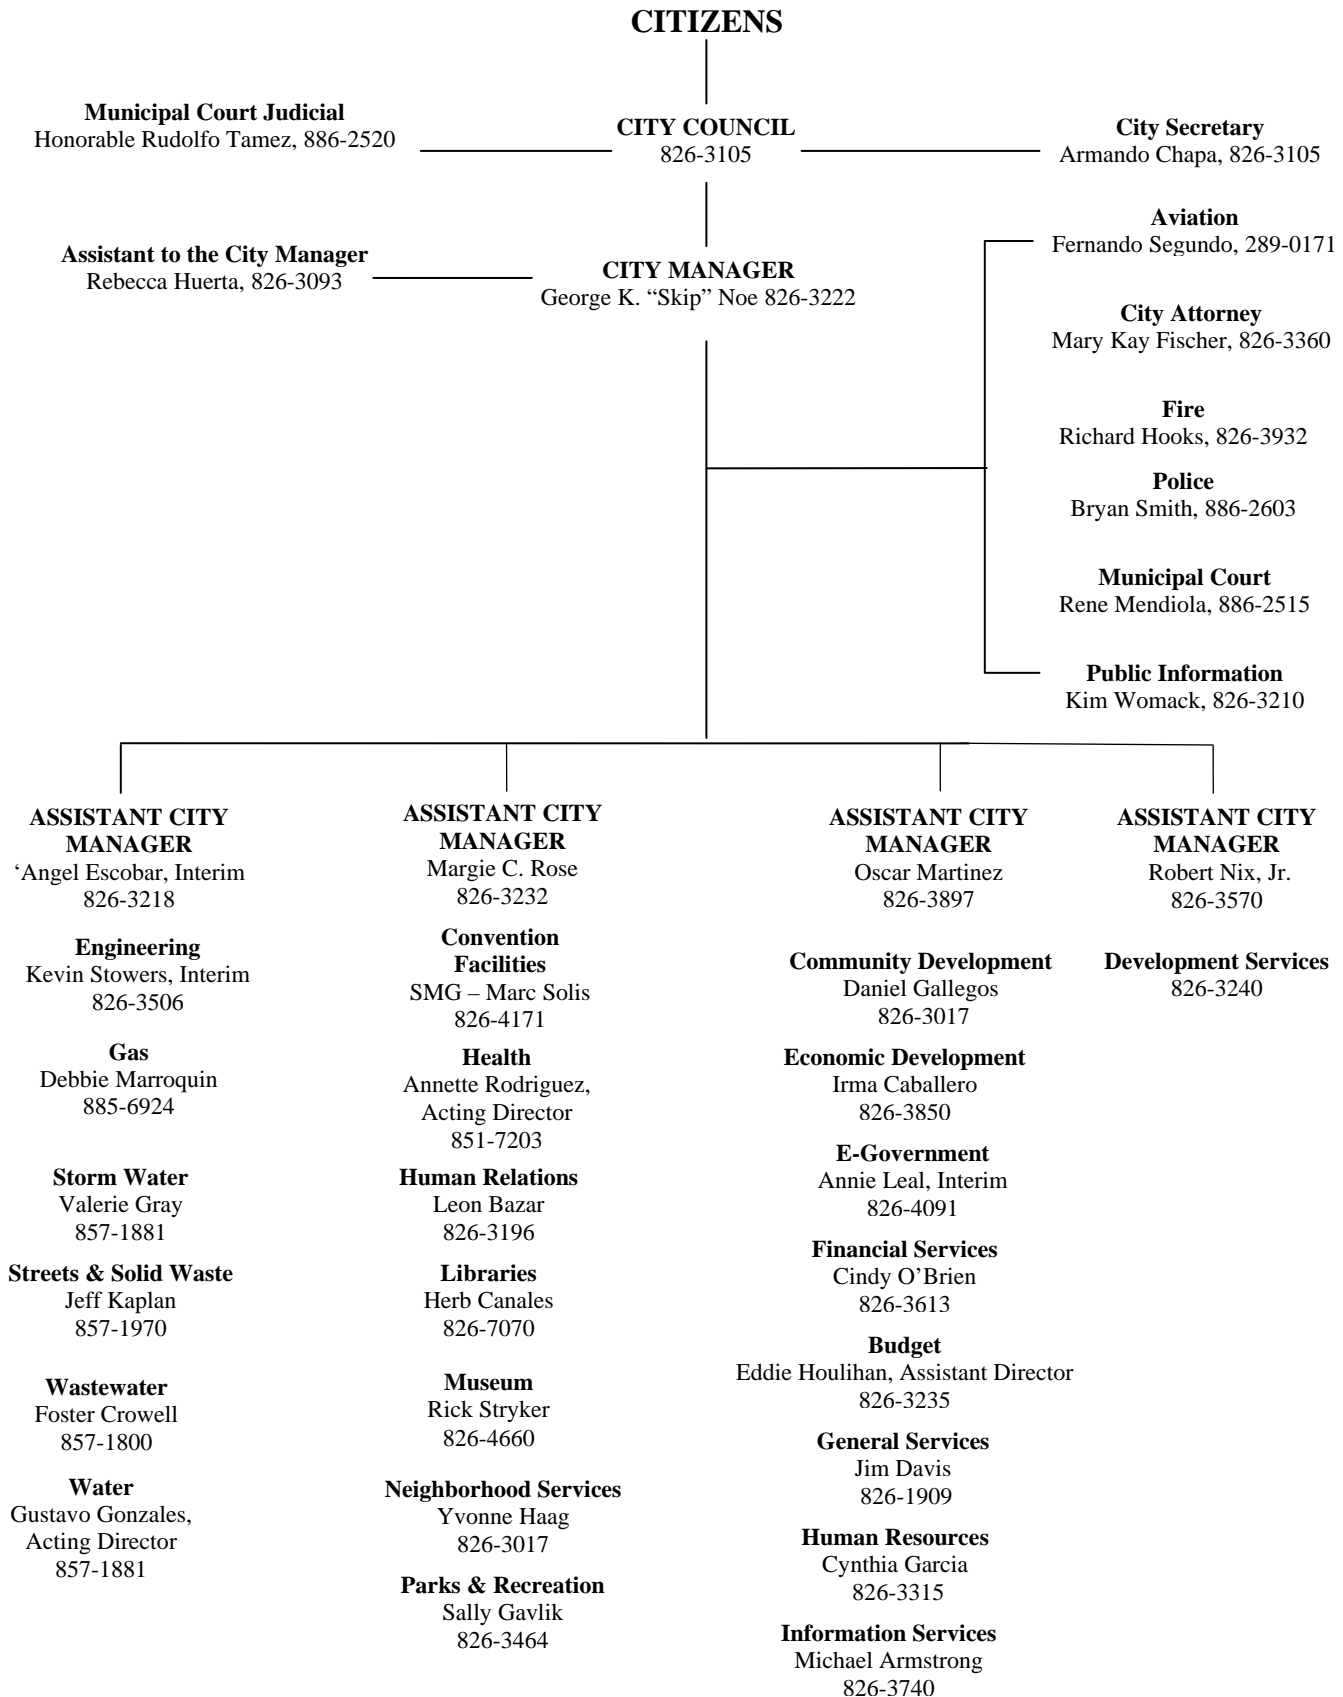 CITIZENS
Municipal Court Judicial
Honorable Rudolfo Tamez, 886-2520
CITY COUNCIL
826-3105
City Secretary
Armando Chapa, 826-3105
Assistant to the City Manager
Rebecca Huerta, 826-3093
CITY MANAGER
George K. “Skip” Noe 826-3222
Aviation
Fernando Segundo, 289-0171
City Attorney
Mary Kay Fischer, 826-3360
Fire
Richard Hooks, 826-3932
Police
Bryan Smith, 886-2603
Municipal Court
Rene Mendiola, 886-2515
Public Information
Kim Womack, 826-3210
ASSISTANT CITY
MANAGER
‘Angel Escobar, Interim
826-3218
Engineering
Kevin Stowers, Interim
826-3506
Gas
Debbie Marroquin
885-6924
Storm Water
Valerie Gray
857-1881
Streets & Solid Waste
Jeff Kaplan
857-1970
Wastewater
Foster Crowell
857-1800
Water
Gustavo Gonzales,
Acting Director
857-1881
ASSISTANT CITY
MANAGER
Margie C. Rose
826-3232
Convention
Facilities
SMG – Marc Solis
826-4171
Health
Annette Rodriguez,
Acting Director
851-7203
Human Relations
Leon Bazar
826-3196
Libraries
Herb Canales
826-7070
Museum
Rick Stryker
826-4660
Neighborhood Services
Yvonne Haag
826-3017
Parks & Recreation
Sally Gavlik
826-3464
ASSISTANT CITY
MANAGER
Oscar Martinez
826-3897
Community Development
Daniel Gallegos
826-3017
Economic Development
Irma Caballero
826-3850
E-Government
Annie Leal, Interim
826-4091
Financial Services
Cindy O’Brien
826-3613
Budget
Eddie Houlihan, Assistant Director
826-3235
General Services
Jim Davis
826-1909
Human Resources
Cynthia Garcia
826-3315
Information Services
Michael Armstrong
826-3740
ASSISTANT CITY
MANAGER
Robert Nix, Jr.
826-3570
Development Services
826-3240